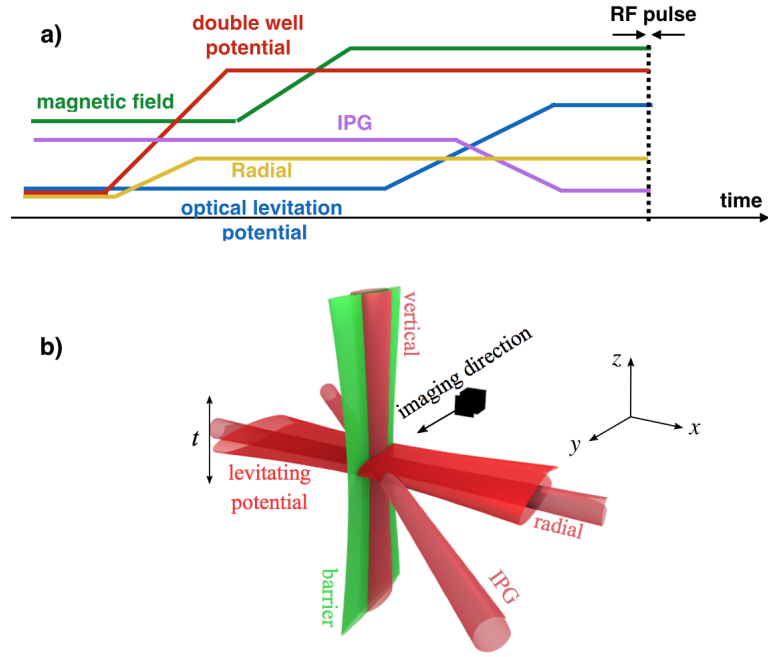 a)
RF pulse
double well
potential
magnetic field
IPG
Radial
optical levitation
potential
time
b)
vertical
imaging direction
z
y
x
t
levitating
potential
radial
IPG
barrier